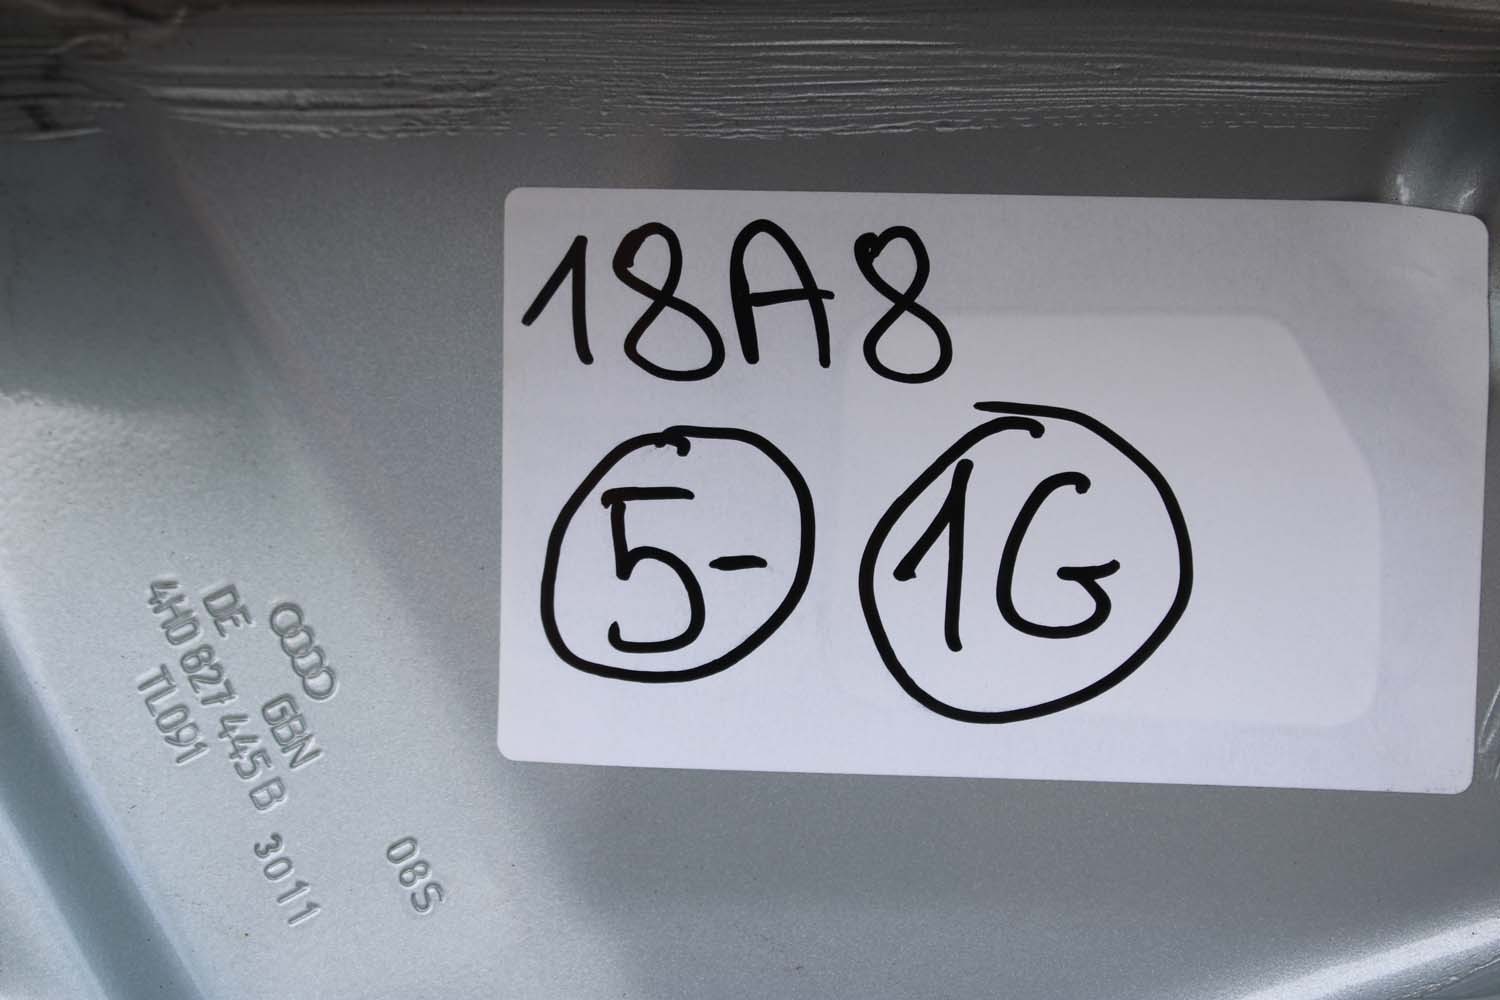 18A8
5- 1G
DE GBN
4H0 827 445 B 3011
TL091
08S